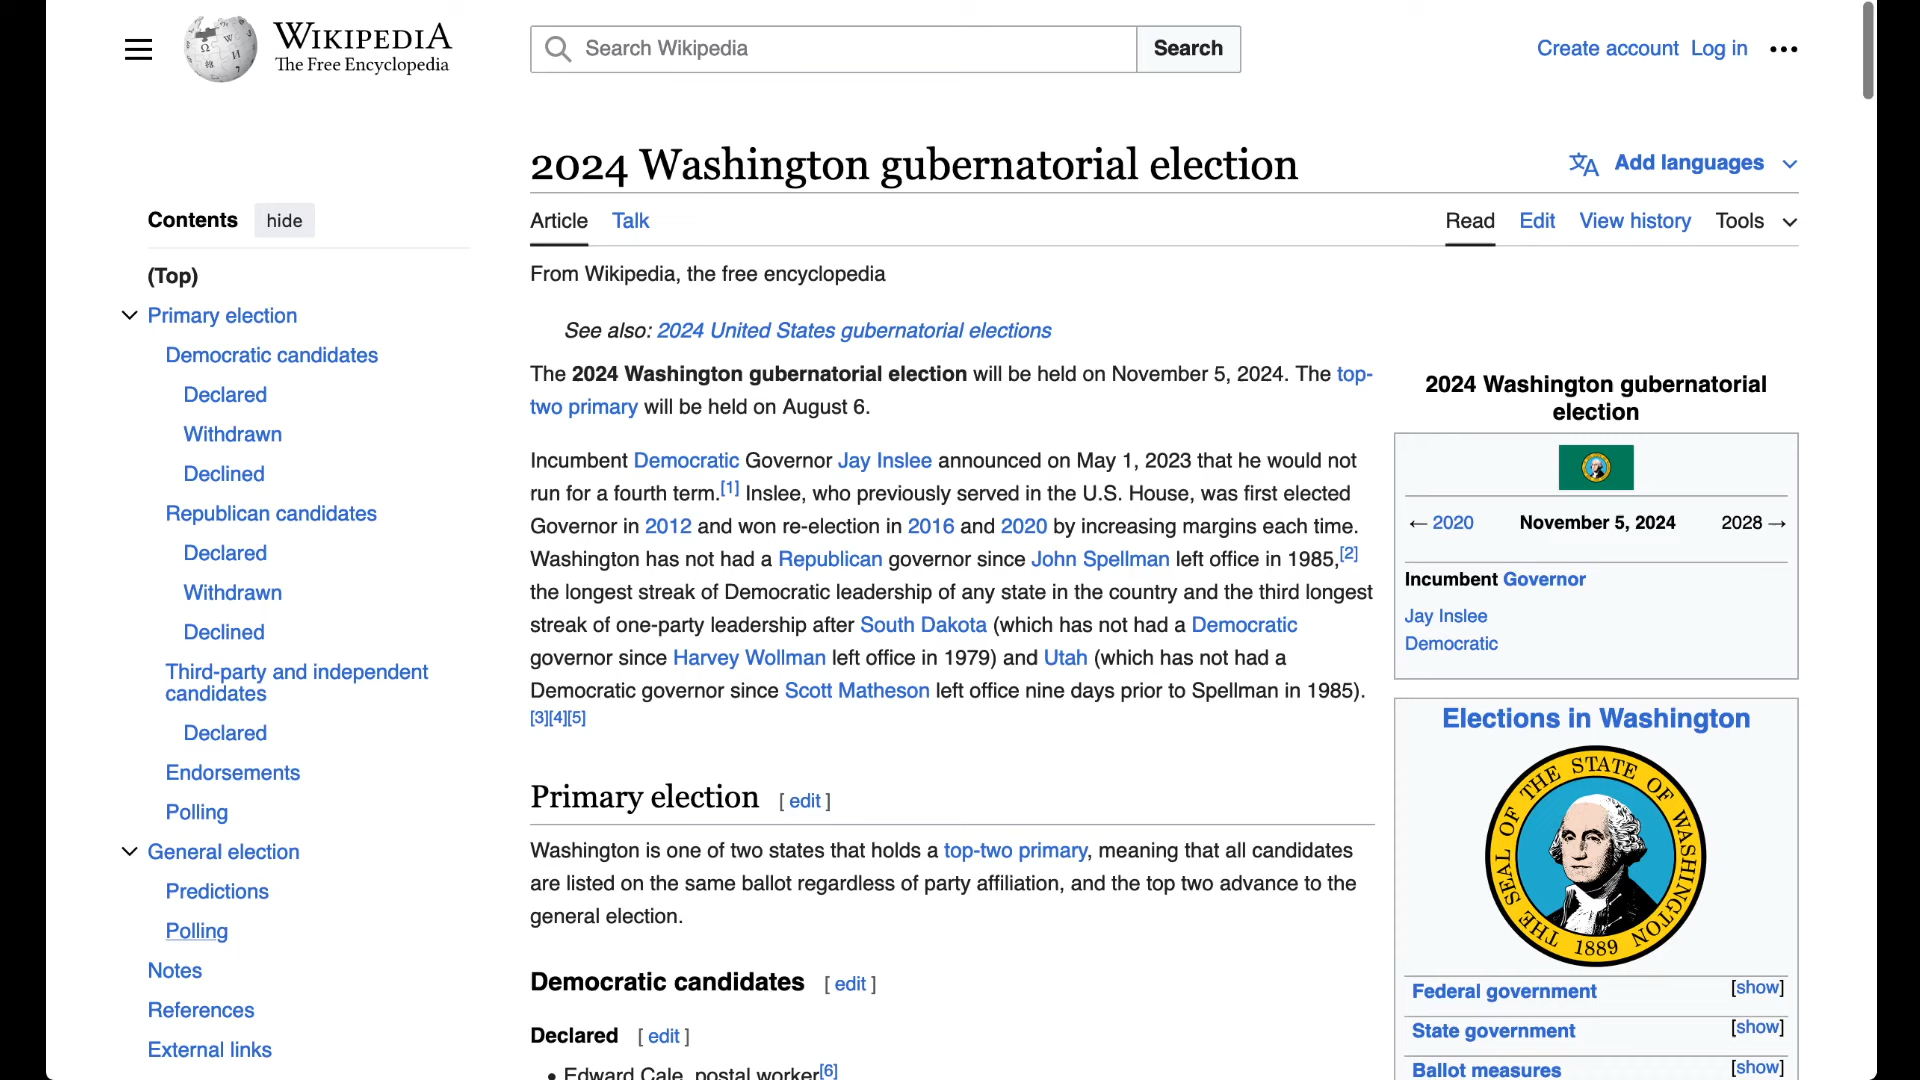 WIKIPEDIA
The Free Encyclopedia
Search Wikipedia
Search
Create account Log in
2024 Washington gubernatorial election
Add languages
Contents hide
(Top)
Primary election
Democratic candidates
Declared
Withdrawn
Declined
Republican candidates
Declared
Withdrawn
Declined
Third-party and independent
candidates
Declared
Endorsements
Polling
General election
Predictions
Polling
Notes
References
External links
Article Talk
Read Edit View history Tools
From Wikipedia, the free encyclopedia
See also: 2024 United States gubernatorial elections
The 2024 Washington gubernatorial election will be held on November 5, 2024. The top-
two primary will be held on August 6.
Incumbent Democratic Governor Jay Inslee announced on May 1, 2023 that he would not
run for a fourth term.[1] Inslee, who previously served in the U.S. House, was first elected
Governor in 2012 and won re-election in 2016 and 2020 by increasing margins each time.
Washington has not had a Republican governor since John Spellman left office in 1985,[2]
the longest streak of Democratic leadership of any state in the country and the third longest
streak of one-party leadership after South Dakota (which has not had a Democratic
governor since Harvey Wollman left office in 1979) and Utah (which has not had a
Democratic governor since Scott Matheson left office nine days prior to Spellman in 1985).
[3][4][5]
Primary election [ edit ]
Washington is one of two states that holds a top-two primary, meaning that all candidates
are listed on the same ballot regardless of party affiliation, and the top two advance to the
general election.
Democratic candidates [ edit ]
Declared [ edit ]
• Edward Cale, postal worker[6]
2024 Washington gubernatorial
election
← 2020 November 5, 2024 2028 →
Incumbent Governor
Jay Inslee
Democratic
Elections in Washington
THE SEAL OF THE STATE OF WASHINGTON
1889
Federal government [show]
State government [show]
Ballot measures [show]